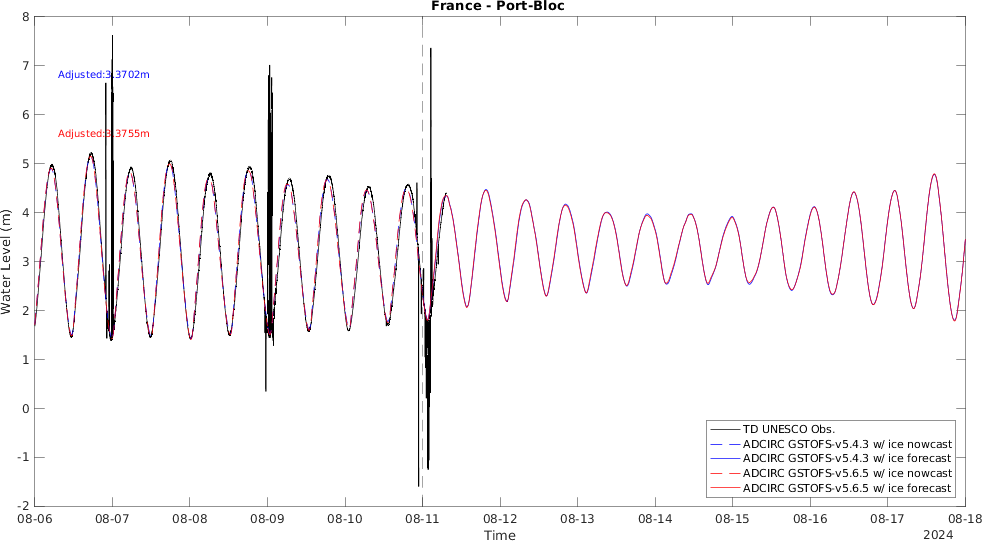 France - Port-Bloc
8
7
6
5
4
3
2
1
0
-1
-2
Water Level (m)
Adjusted:3.3702m
Adjusted:3.3755m
TD UNESCO Obs.
ADCIRC GSTOFS-v5.4.3 w/ ice nowcast
ADCIRC GSTOFS-v5.4.3 w/ ice forecast
ADCIRC GSTOFS-v5.6.5 w/ ice nowcast
ADCIRC GSTOFS-v5.6.5 w/ ice forecast
08-06 08-07 08-08 08-09 08-10 08-11 08-12 08-13 08-14 08-15 08-16 08-17 08-18
Time
2024